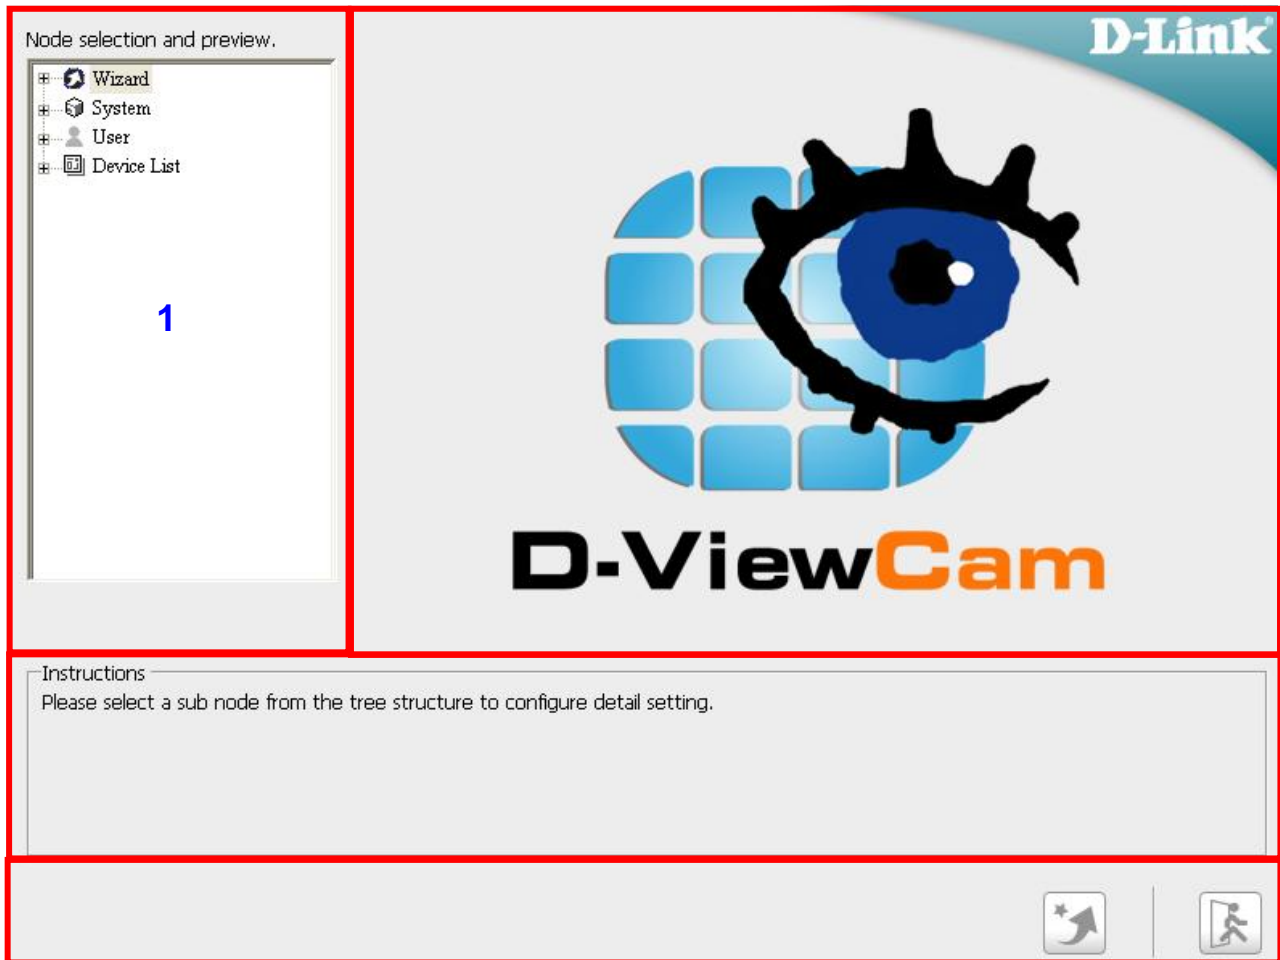 Node selection and preview.
Wizard
System
User
Device List
1
D-Link
D-ViewCam
Instructions
Please select a sub node from the tree structure to configure detail setting.